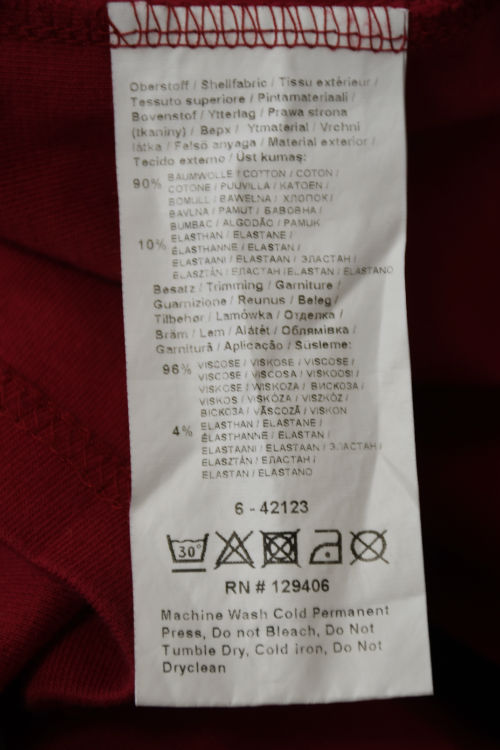 Oberstoff / Shellfabric / Tissu extérieur /
Tessuto superiore / Pintamateriaali /
Bovenstof / Yttertag / Prawa strona
(tkaniny) / Верх / Ytmaterial / Vrchní
látka / Felső anyaga / Material exterior /
Tecido externo / Üst kumaş:
90% BAUMWOLLE / COTTON / COTON /
COTONE / PUUVILLA / KATOEN /
BOMULL / BAWEŁNA / ХЛОПОК /
BAVLNA / PAMUT / БАВОВНА /
BUMBAC / ALGODÃO / PAMUK
10% ELASTHAN / ELASTANE /
ÉLASTHANNE / ELASTAN /
ELASTAANI / ELASTAAN / ЭЛАСТАН /
ELASZTÁN / ЕЛАСТАН / ELASTAN / ELASTANO
Besatz / Trimming / Garniture /
Guarnizione / Reunus / Beleg /
Tilbehør / Lamówka / Отделка /
Bräm / Lem / Alátét / Облямівка /
Garnitură / Aplicação / Süsleme:
96% VISCOSE / VISKOSE / VISCOSE /
VISCOSE / VISCOSA / VISKOOSI /
VISKOSE / WISKOZA / ВИСКОЗА /
VISKOS / VISKÓZA / VISZKÓZ /
ВІСКОЗА / VÂSCOZĂ / VISKON
4% ELASTHAN / ELASTANE /
ÉLASTHANNE / ELASTAN /
ELASTAANI / ELASTAAN / ЭЛАСТАН /
ELASZTÁN / ЕЛАСТАН /
ELASTAN / ELASTANO
6 - 42123
30°
RN # 129406
Machine Wash Cold Permanent
Press, Do not Bleach, Do Not
Tumble Dry, Cold iron, Do Not
Dryclean